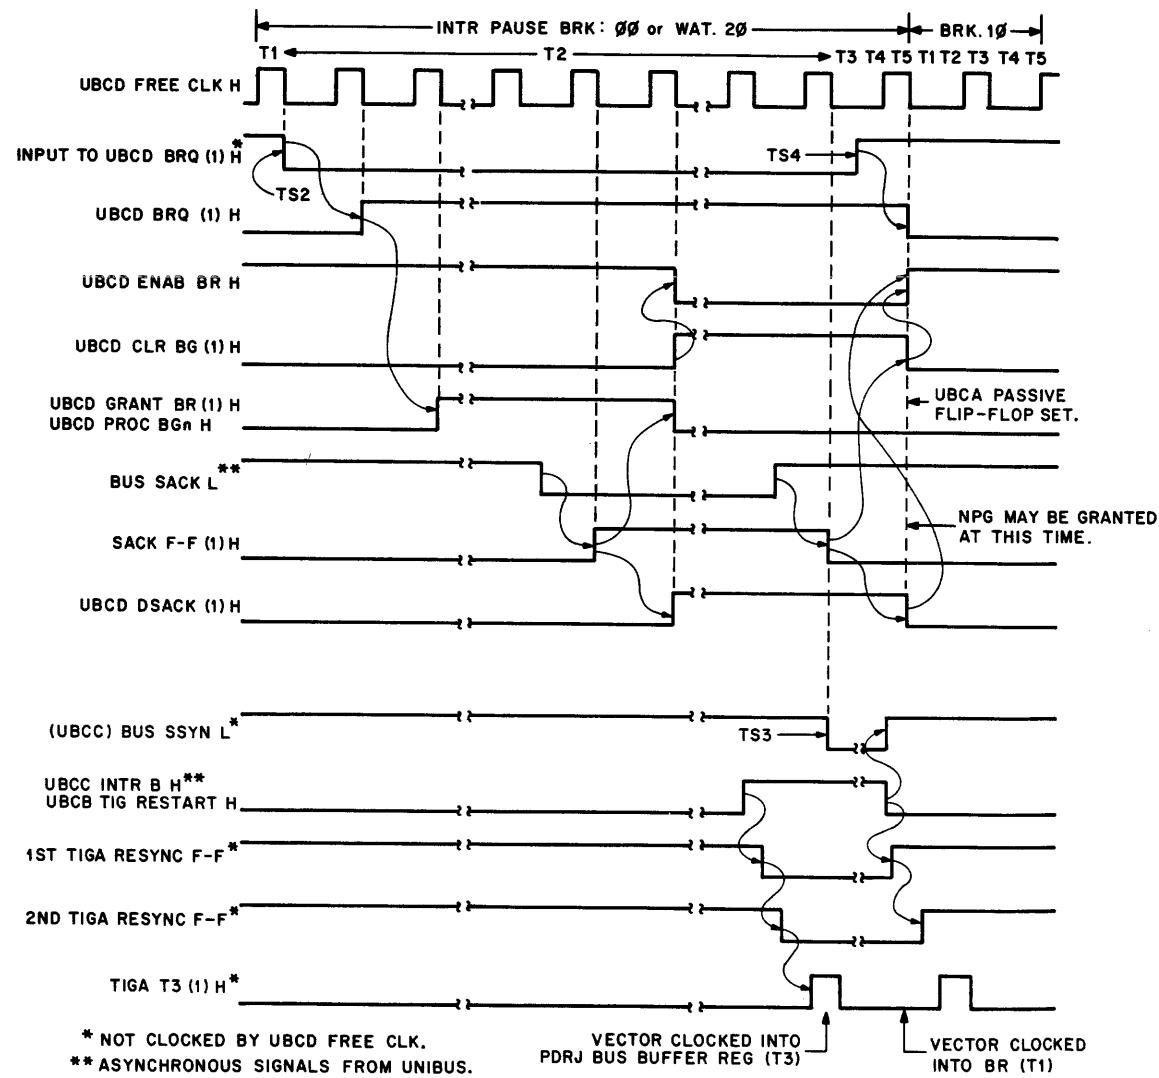 INTR PAUSE BRK: ØØ or WAT. 2Ø
BRK. 1Ø
T1 T2 T3 T4 T5 T1 T2 T3 T4 T5
UBCD FREE CLK H
INPUT TO UBCD BRQ (1) H*
TS2
TS4
UBCD BRQ (1) H
UBCD ENAB BR H
UBCD CLR BG (1) H
UBCD GRANT BR (1) H
UBCD PROC BGn H
UBCA PASSIVE
FLIP-FLOP SET.
BUS SACK L**
NPG MAY BE GRANTED
AT THIS TIME.
SACK F-F (1) H
UBCD DSACK (1) H
(UBCC) BUS SSYN L*
TS3
UBCC INTR B H**
UBCB TIG RESTART H
1ST TIGA RESYNC F-F*
2ND TIGA RESYNC F-F*
TIGA T3 (1) H*
* NOT CLOCKED BY UBCD FREE CLK.
** ASYNCHRONOUS SIGNALS FROM UNIBUS.
VECTOR CLOCKED INTO
PDRJ BUS BUFFER REG (T3)
VECTOR CLOCKED
INTO BR (T1)